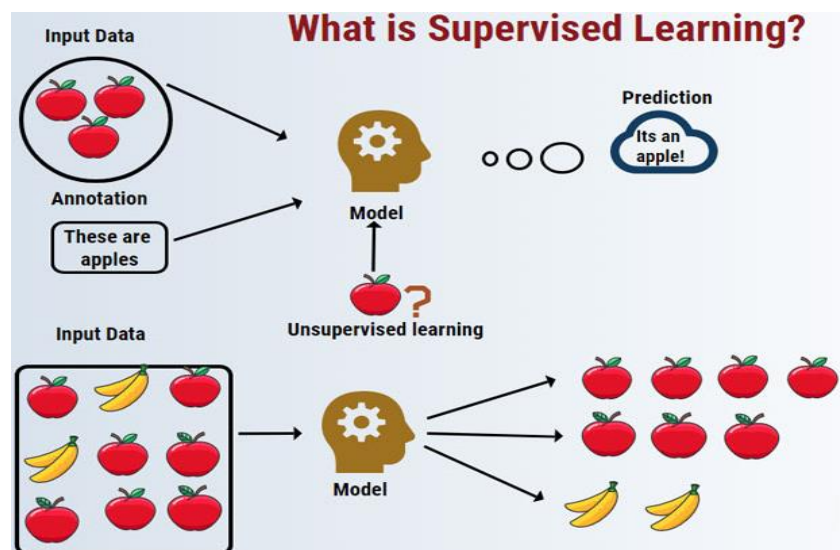 What is Supervised Learning?
Input Data
Annotation
These are
apples
Model
Prediction
Its an
apple!
?
Unsupervised learning
Input Data
Model